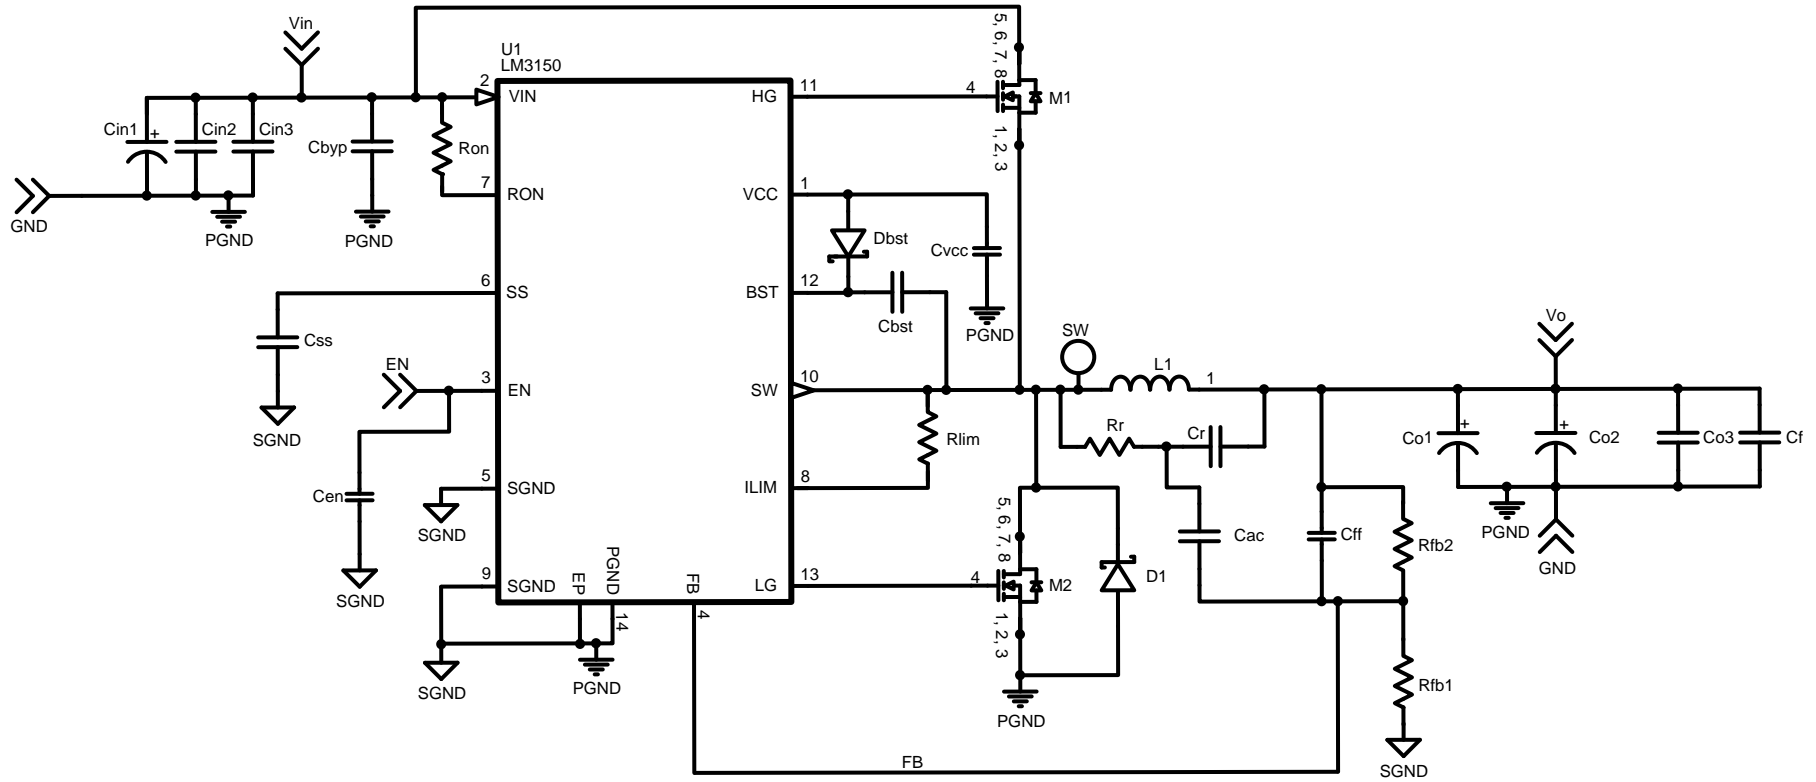 Vin
U1
LM3150
5, 6, 7, 8
2
VIN
HG
11
4
M1
Cin1
+
Cin2
Cin3
Cbyp
Ron
1, 2, 3
7
RON
VCC
1
GND
PGND
PGND
Dbst
Cvcc
6
SS
BST
12
Cbst
PGND
Css
SW
Vo
EN
3
EN
SW
10
L1
1
SGND
Rlim
Rr
Cr
Co1
+
Co2
+
Co3
Cf
5
SGND
ILIM
8
Cen
SGND
5, 6, 7, 8
PGND
Cac
Cff
Rfb2
GND
9
SGND
EP
PGND
FB
LG
13
4
M2
D1
SGND
14
4
1, 2, 3
SGND
PGND
PGND
Rfb1
FB
SGND